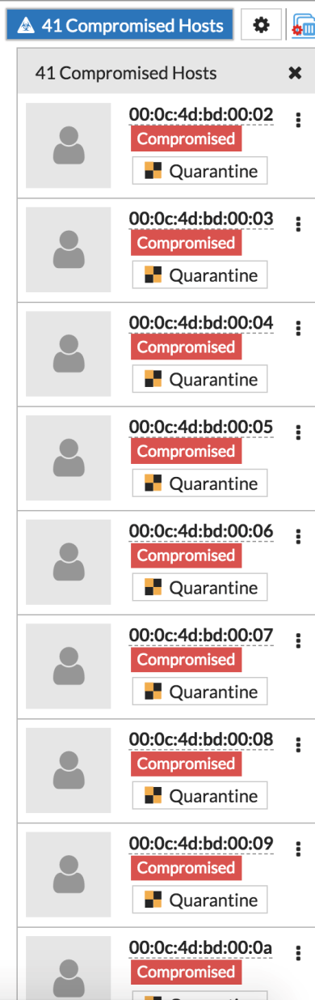 41 Compromised Hosts
41 Compromised Hosts
00:0c:4d:bd:00:02
Compromised
Quarantine
00:0c:4d:bd:00:03
Compromised
Quarantine
00:0c:4d:bd:00:04
Compromised
Quarantine
00:0c:4d:bd:00:05
Compromised
Quarantine
00:0c:4d:bd:00:06
Compromised
Quarantine
00:0c:4d:bd:00:07
Compromised
Quarantine
00:0c:4d:bd:00:08
Compromised
Quarantine
00:0c:4d:bd:00:09
Compromised
Quarantine
00:0c:4d:bd:00:0a
Compromised